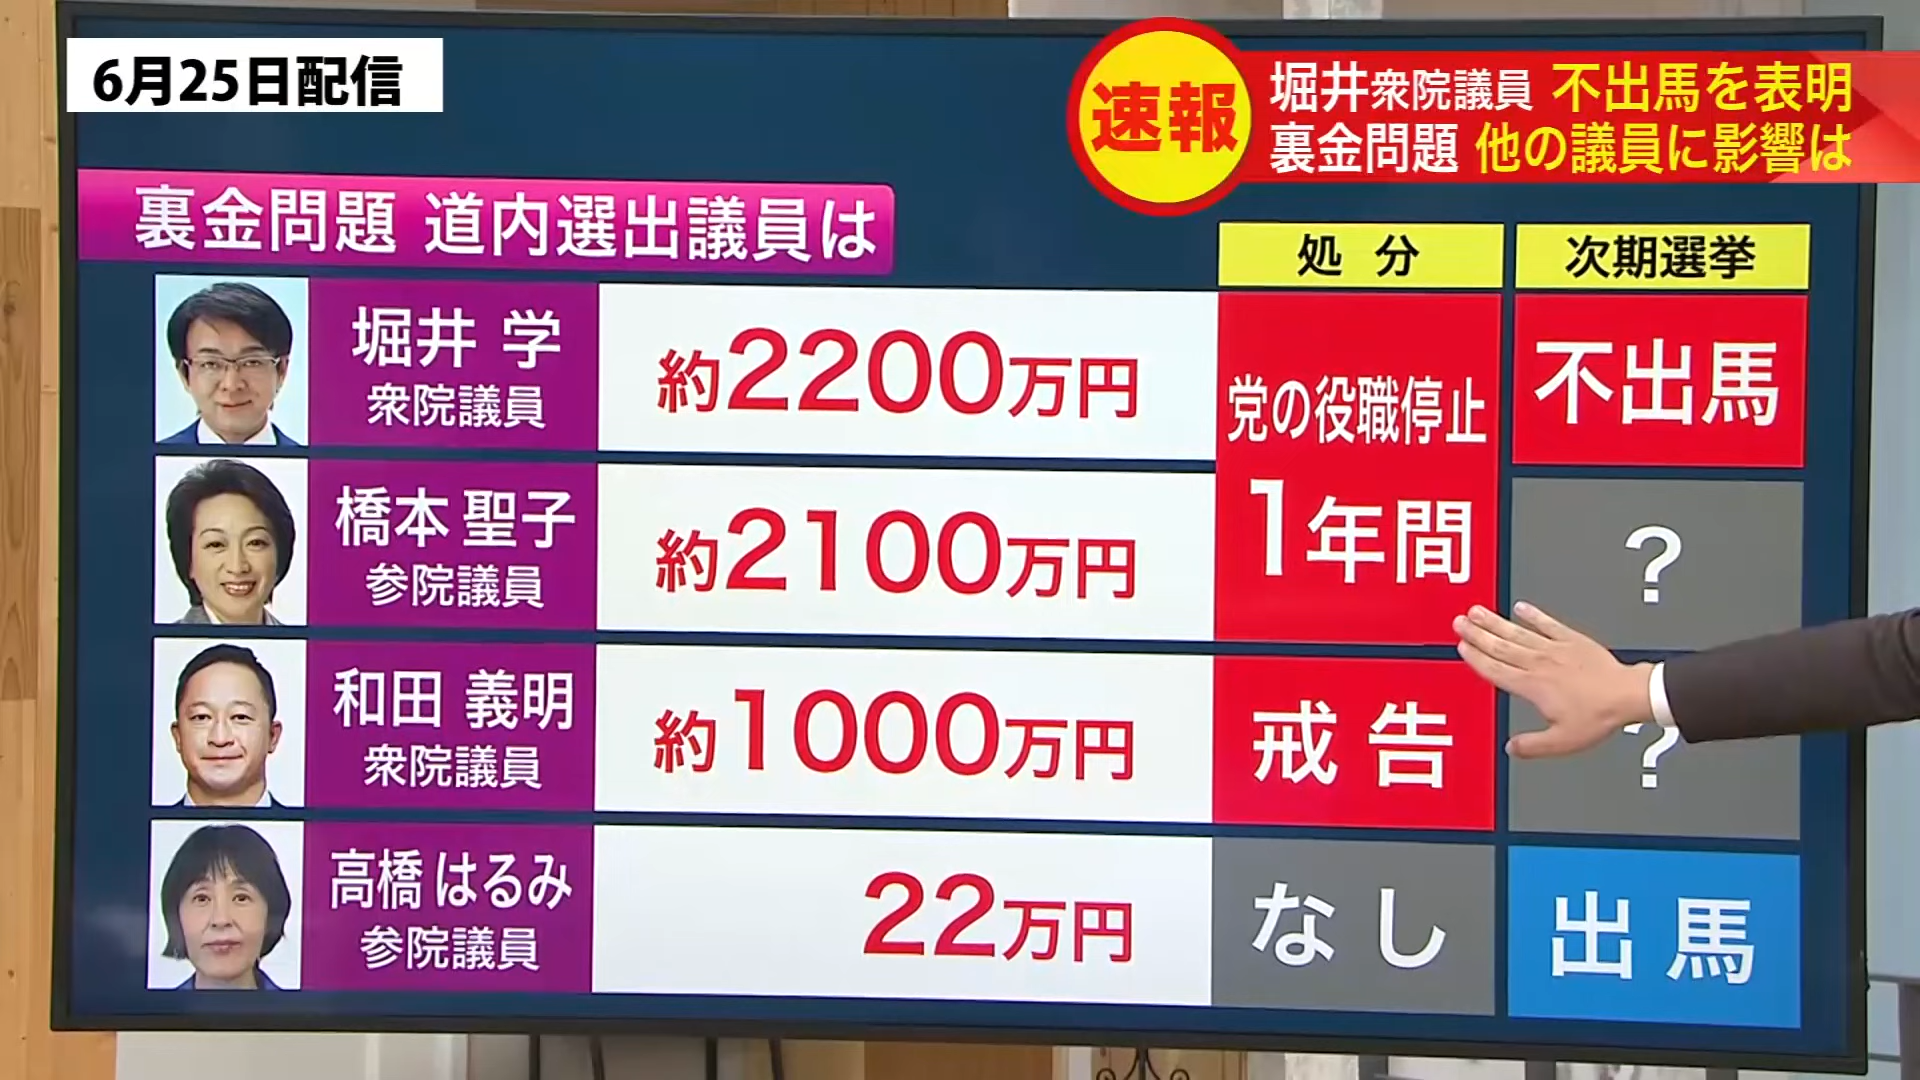 6月25日配信
速報
堀井衆院議員 不出馬を表明
裏金問題 他の議員に影響は
裏金問題 道内選出議員は
処分
次期選挙
堀井 学
衆院議員
約2200万円
党の役職停止
1年間
不出馬
橋本 聖子
参院議員
約2100万円
?
和田 義明
衆院議員
約1000万円
戒告
?
高橋 はるみ
参院議員
22万円
なし
出馬